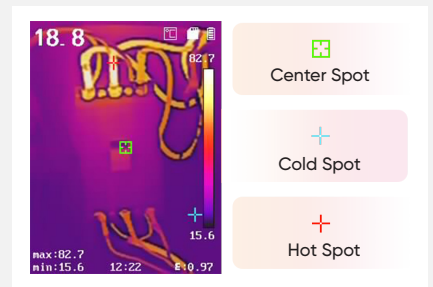 18.8 °C
82.7
15.6
max:82.7
min:15.6 12:22 E:0.97
Center Spot
Cold Spot
Hot Spot